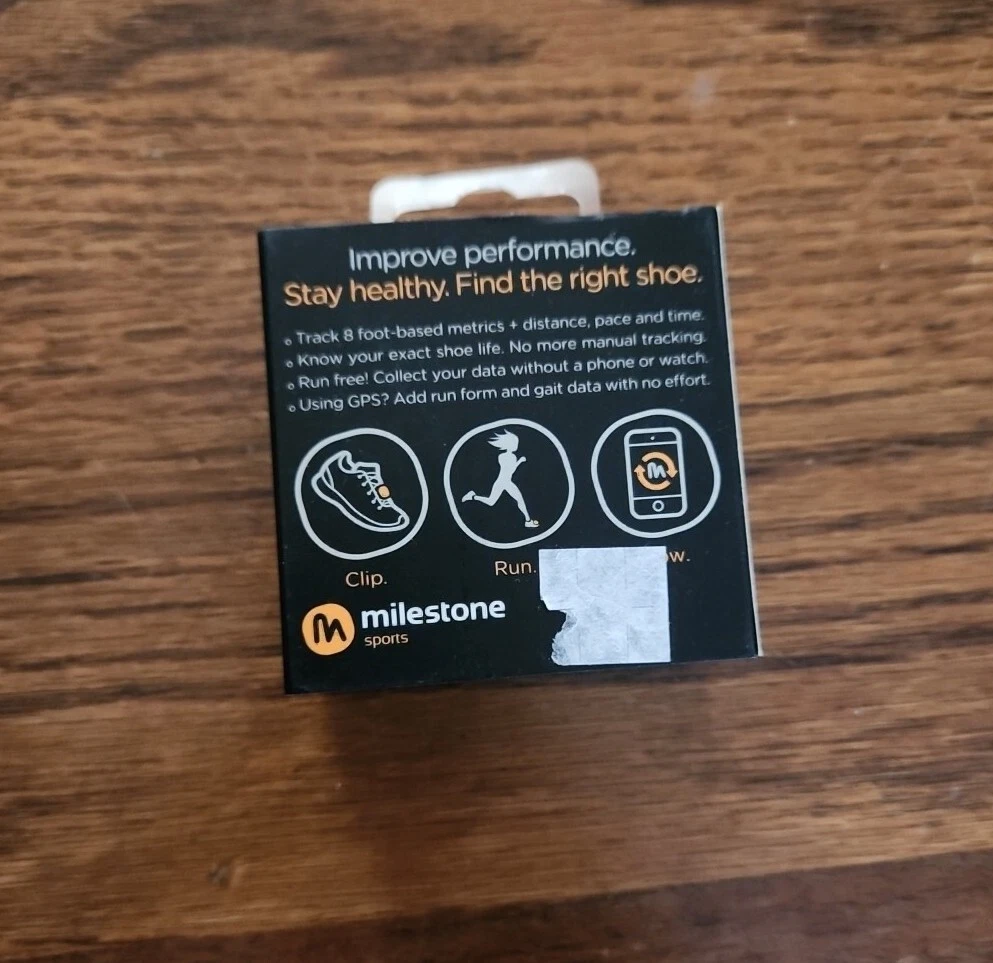 Improve performance.
Stay healthy. Find the right shoe.
Track 8 foot-based metrics + distance, pace and time.
Know your exact shoe life. No more manual tracking.
Run free! Collect your data without a phone or watch.
Using GPS? Add run form and gait data with no effort.
Clip. Run.
milestone
sports